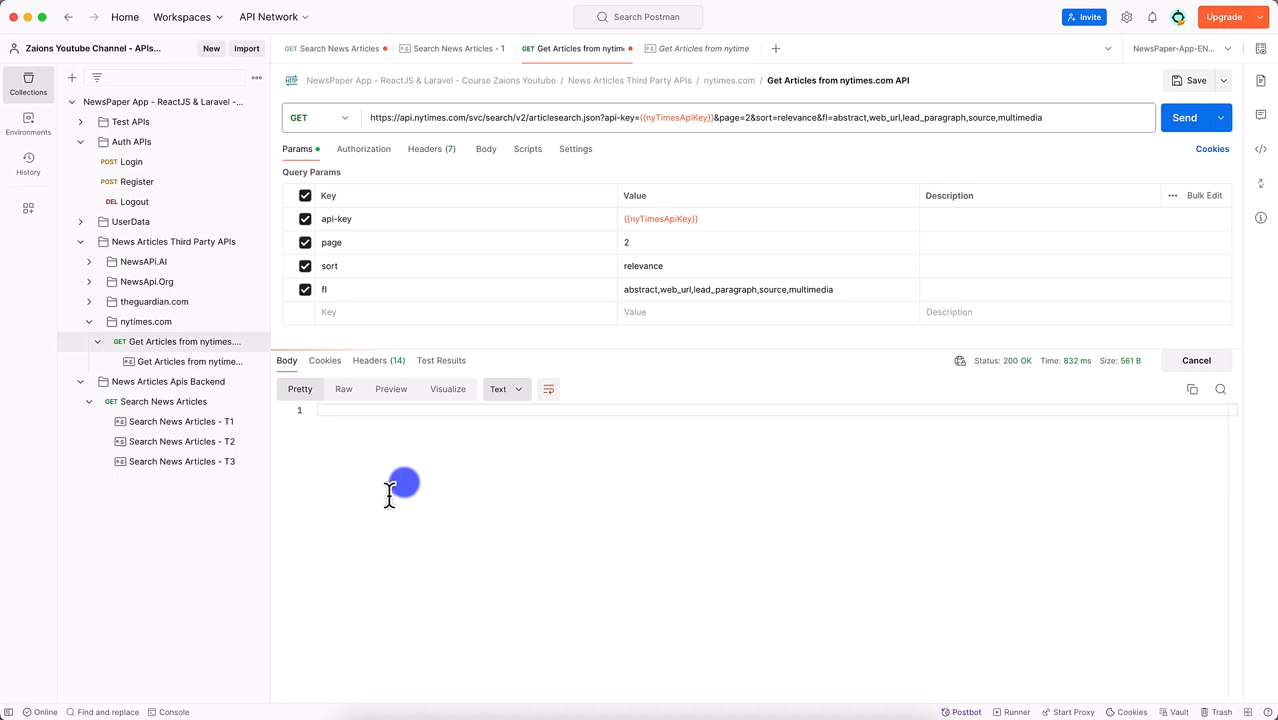 Home
Workspaces
API Network
Search Postman
Invite
Upgrade
Zaions Youtube Channel - APIs...
New
Import
GET Search News Articles
Search News Articles - T
GET Get Articles from nytim
Get Articles from nytime
NewsPaper-App-EN...
Collections
Environments
History
NewsPaper App - ReactJS & Laravel -...
Test APIs
Auth APIs
POST Login
POST Register
DEL Logout
UserData
News Articles Third Party APIs
NewsAPi.AI
NewsApi.Org
theguardian.com
nytimes.com
GET Get Articles from nytimes....
Get Articles from nytime...
News Articles Apis Backend
GET Search News Articles
Search News Articles - T1
Search News Articles - T2
Search News Articles - T3
NewsPaper App - ReactJS & Laravel - Course Zaions Youtube / News Articles Third Party APIs / nytimes.com / Get Articles from nytimes.com API
Save
GET
https://api.nytimes.com/svc/search/v2/articlesearch.json?api-key={{nyTimesApiKey}}&page=2&sort=relevance&fl=abstract,web_url,lead_paragraph,source,multimedia
Send
Params
Authorization
Headers (7)
Body
Scripts
Settings
Cookies
Query Params
Key Value Description Bulk Edit
api-key {{nyTimesApiKey}}
page 2
sort relevance
fl abstract,web_url,lead_paragraph,source,multimedia
Key Value Description
Body
Cookies
Headers (14)
Test Results
Status: 200 OK
Time: 832 ms
Size: 561 B
Cancel
Pretty
Raw
Preview
Visualize
Text
1
Online
Find and replace
Console
Postbot
Runner
Start Proxy
Cookies
Vault
Trash